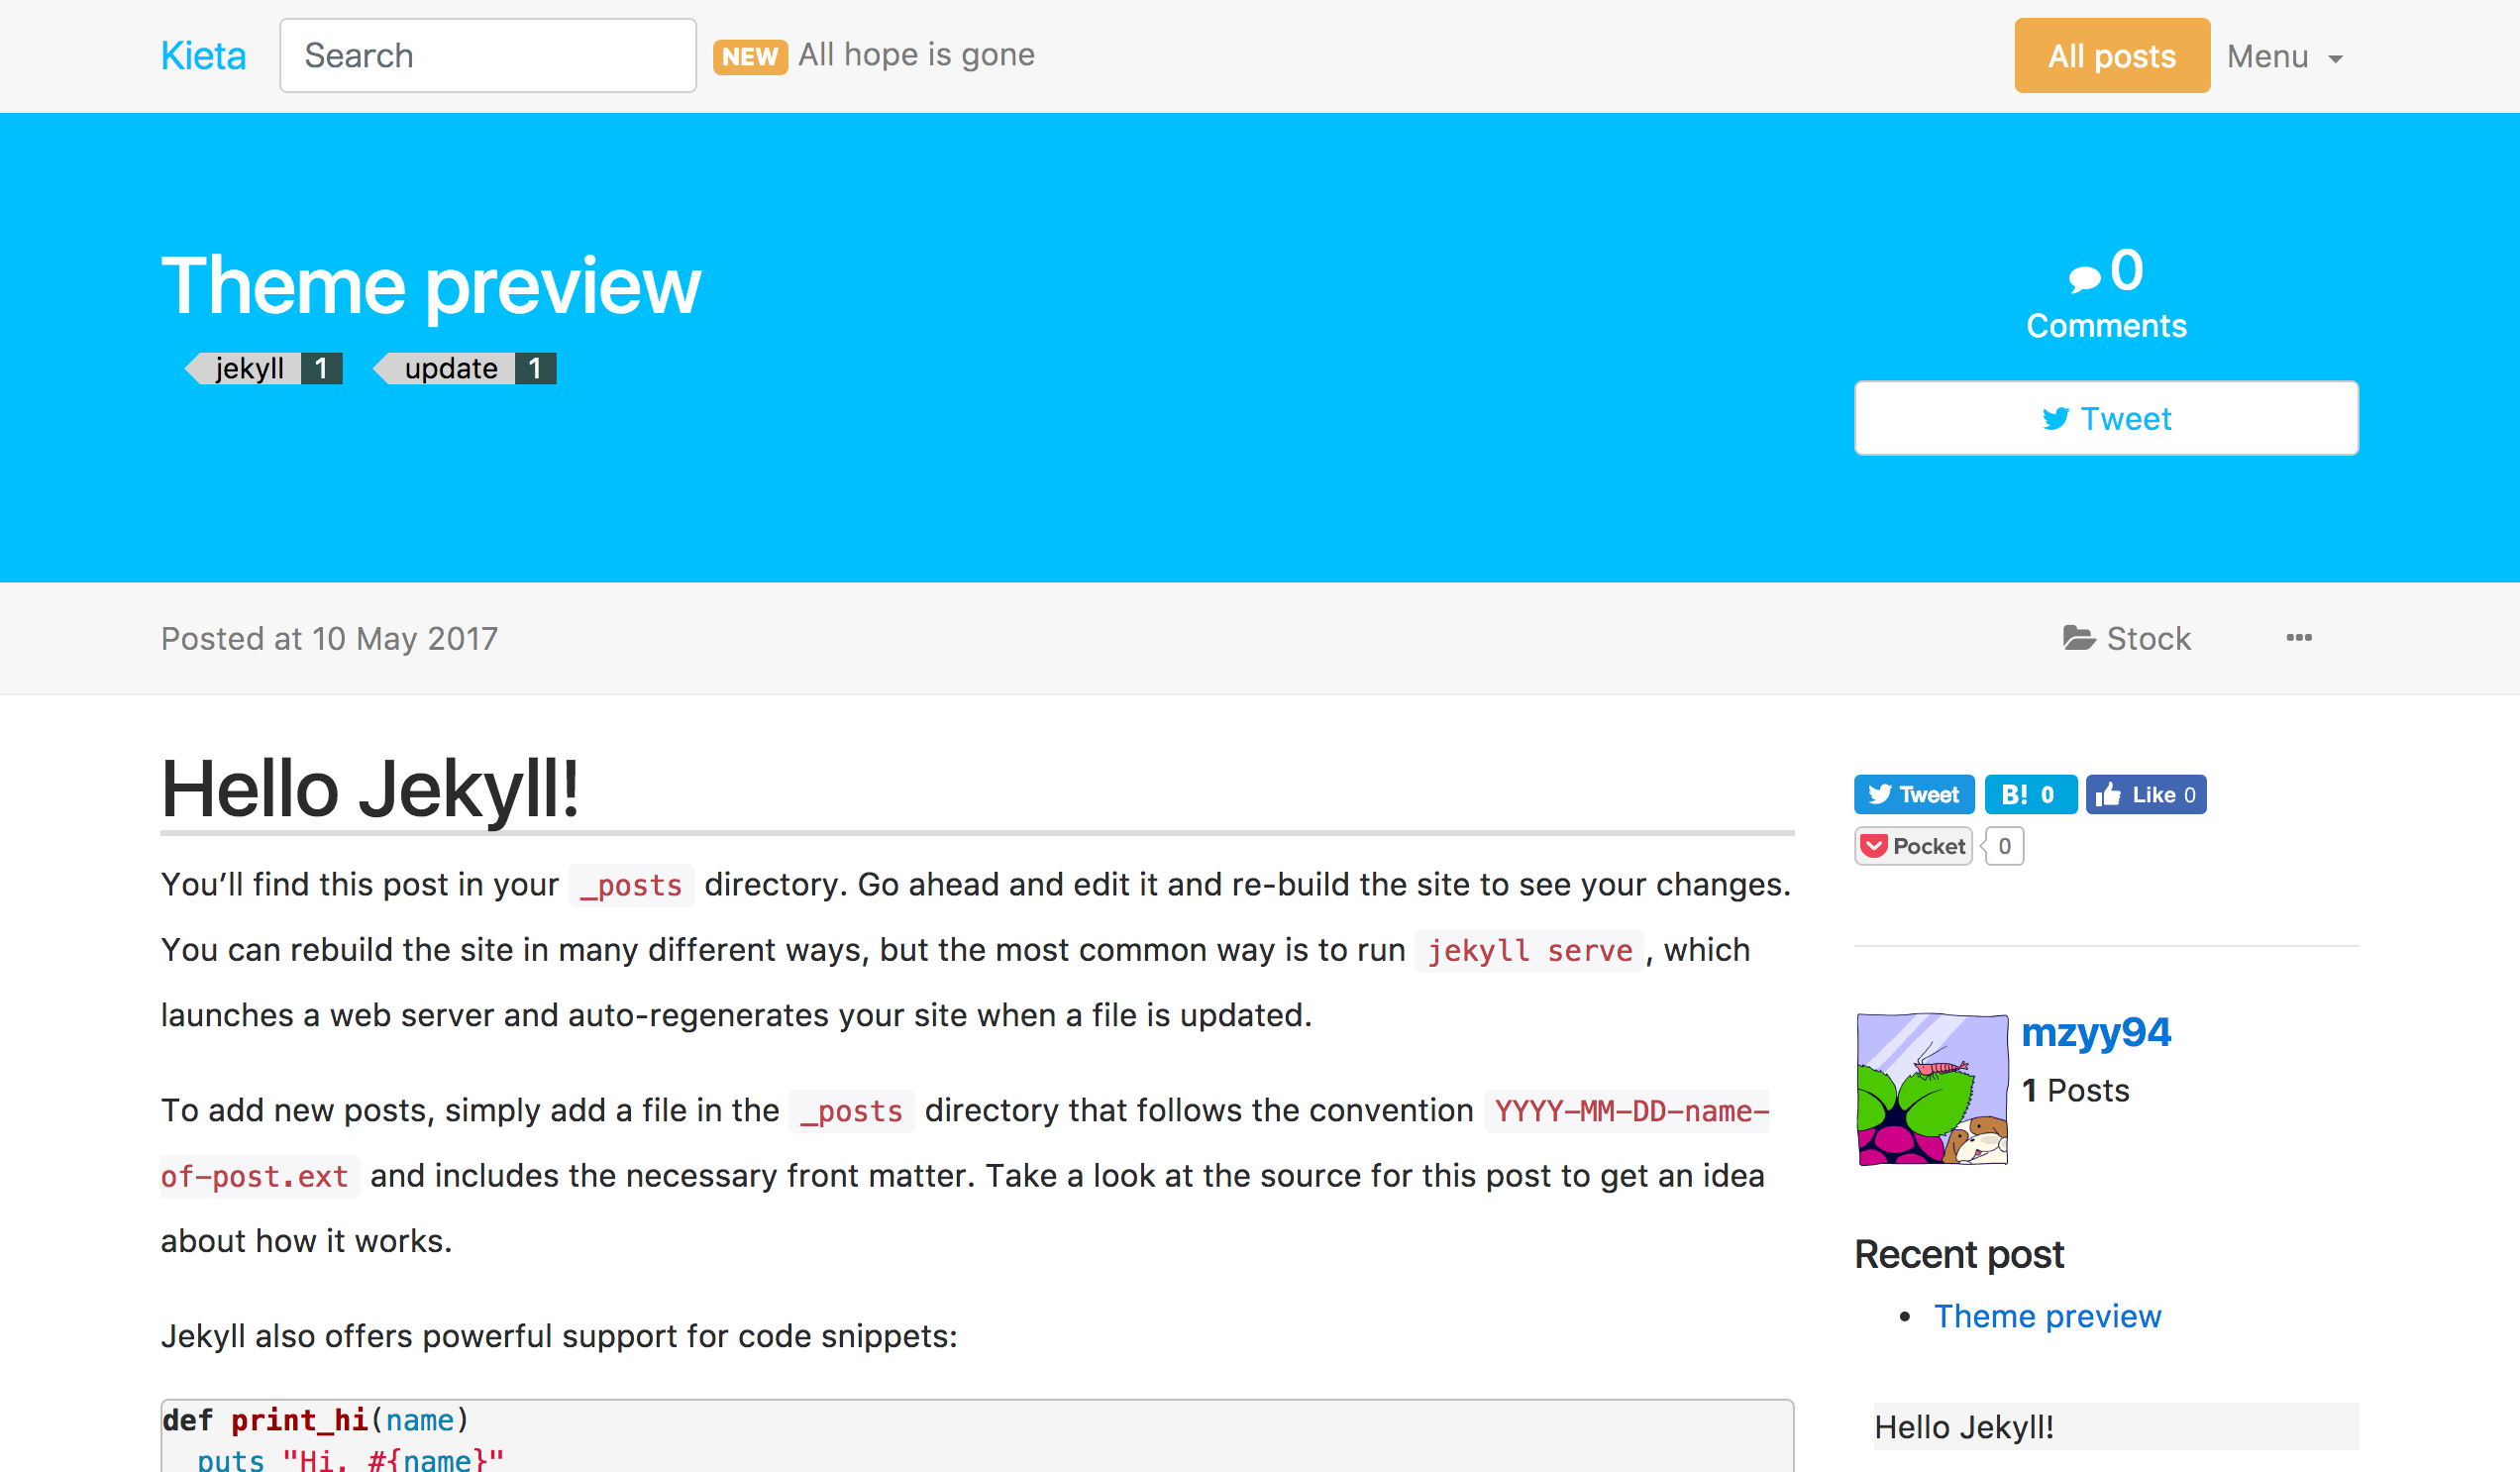 Kieta Search NEW All hope is gone All posts Menu
Theme preview
jekyll 1 update 1
0
Comments
Tweet
Posted at 10 May 2017 Stock
Hello Jekyll!
You’ll find this post in your _posts directory. Go ahead and edit it and re-build the site to see your changes.
You can rebuild the site in many different ways, but the most common way is to run jekyll serve, which
launches a web server and auto-regenerates your site when a file is updated.
To add new posts, simply add a file in the _posts directory that follows the convention YYYY-MM-DD-name-
of-post.ext and includes the necessary front matter. Take a look at the source for this post to get an idea
about how it works.
Jekyll also offers powerful support for code snippets:
def print_hi(name)
  puts "Hi, #{name}"
Tweet B! 0 Like 0
Pocket 0
mzyy94
1 Posts
Recent post
• Theme preview
Hello Jekyll!